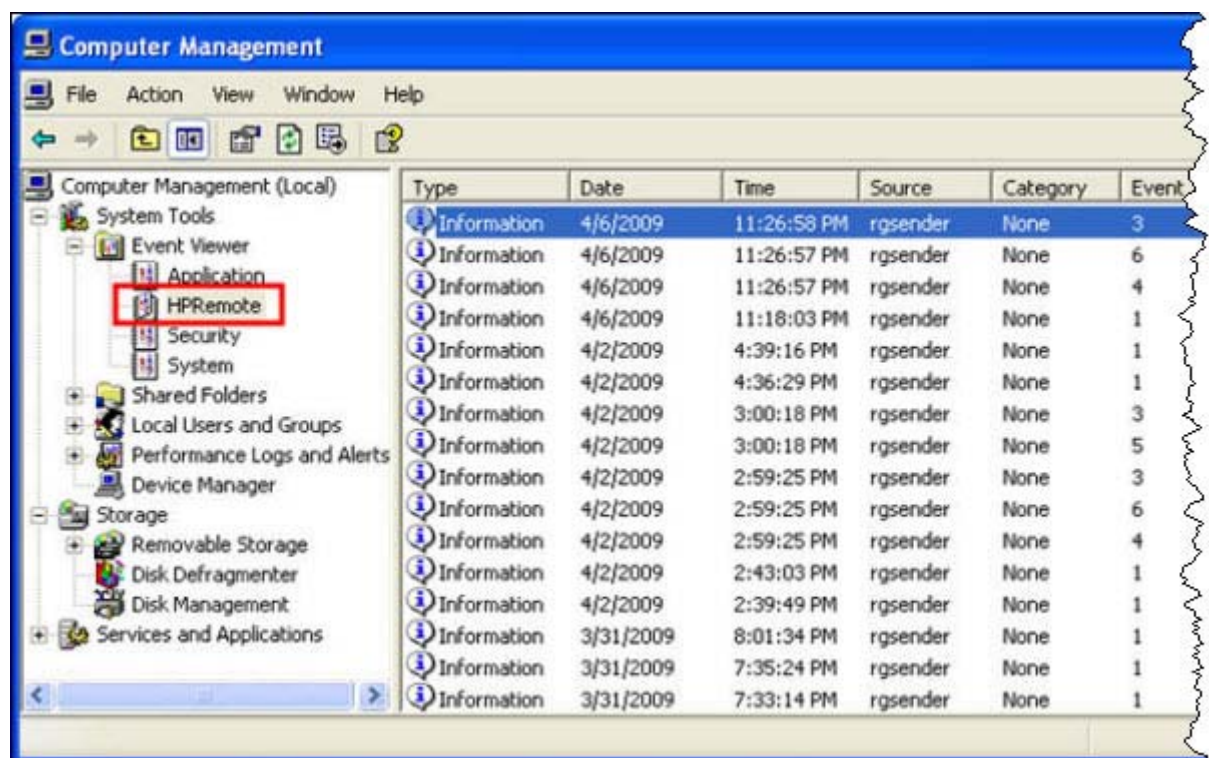 Computer Management
File Action View Window Help
Computer Management (Local)
System Tools
Event Viewer
Application
HPRemote
Security
System
Shared Folders
Local Users and Groups
Performance Logs and Alerts
Device Manager
Storage
Removable Storage
Disk Defragmenter
Disk Management
Services and Applications
Type Date Time Source Category Event
Information 4/6/2009 11:26:58 PM rgsender None 3
Information 4/6/2009 11:26:57 PM rgsender None 6
Information 4/6/2009 11:26:57 PM rgsender None 4
Information 4/6/2009 11:18:03 PM rgsender None 1
Information 4/2/2009 4:39:16 PM rgsender None 1
Information 4/2/2009 4:36:29 PM rgsender None 1
Information 4/2/2009 3:00:18 PM rgsender None 3
Information 4/2/2009 3:00:18 PM rgsender None 5
Information 4/2/2009 2:59:25 PM rgsender None 3
Information 4/2/2009 2:59:25 PM rgsender None 6
Information 4/2/2009 2:59:25 PM rgsender None 4
Information 4/2/2009 2:43:03 PM rgsender None 1
Information 4/2/2009 2:39:49 PM rgsender None 1
Information 3/31/2009 8:01:34 PM rgsender None 1
Information 3/31/2009 7:35:24 PM rgsender None 1
Information 3/31/2009 7:33:14 PM rgsender None 1